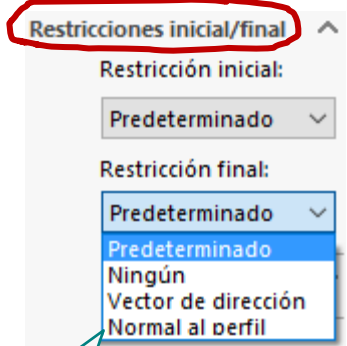 Restricciones inicial/final
Restricción inicial:
Predeterminado
Restricción final:
Predeterminado
Predeterminado
Ningún
Vector de dirección
Normal al perfil